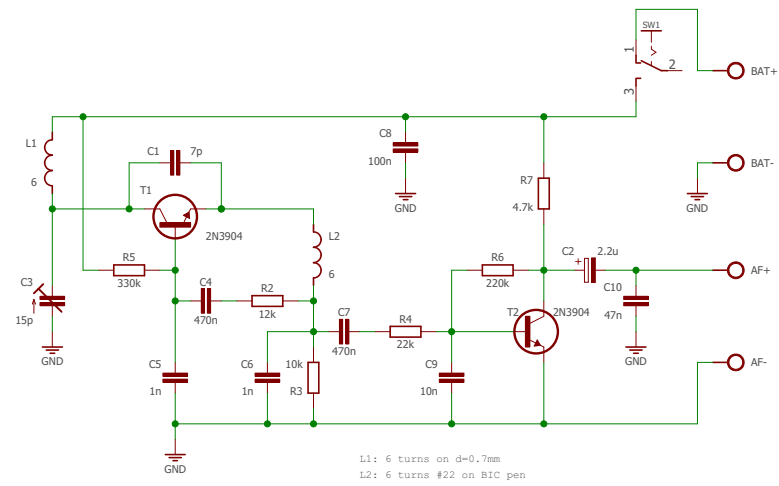 SW1
1
2
3
BAT+
L1
6
C1 7p
C8
100n
GND
R7
4.7k
BAT-
GND
T1
2N3904
L2
6
R5
330k
R6
220k
C2 + 2.2u
AF+
C3
15p
GND
C4
470n
R2
12k
C7
470n
R4
22k
T2
2N3904
C10
47n
GND
C5
1n
C6
1n
10k
R3
C9
10n
AF-
GND
L1: 6 turns on d=0.7mm
L2: 6 turns #22 on BIC pen